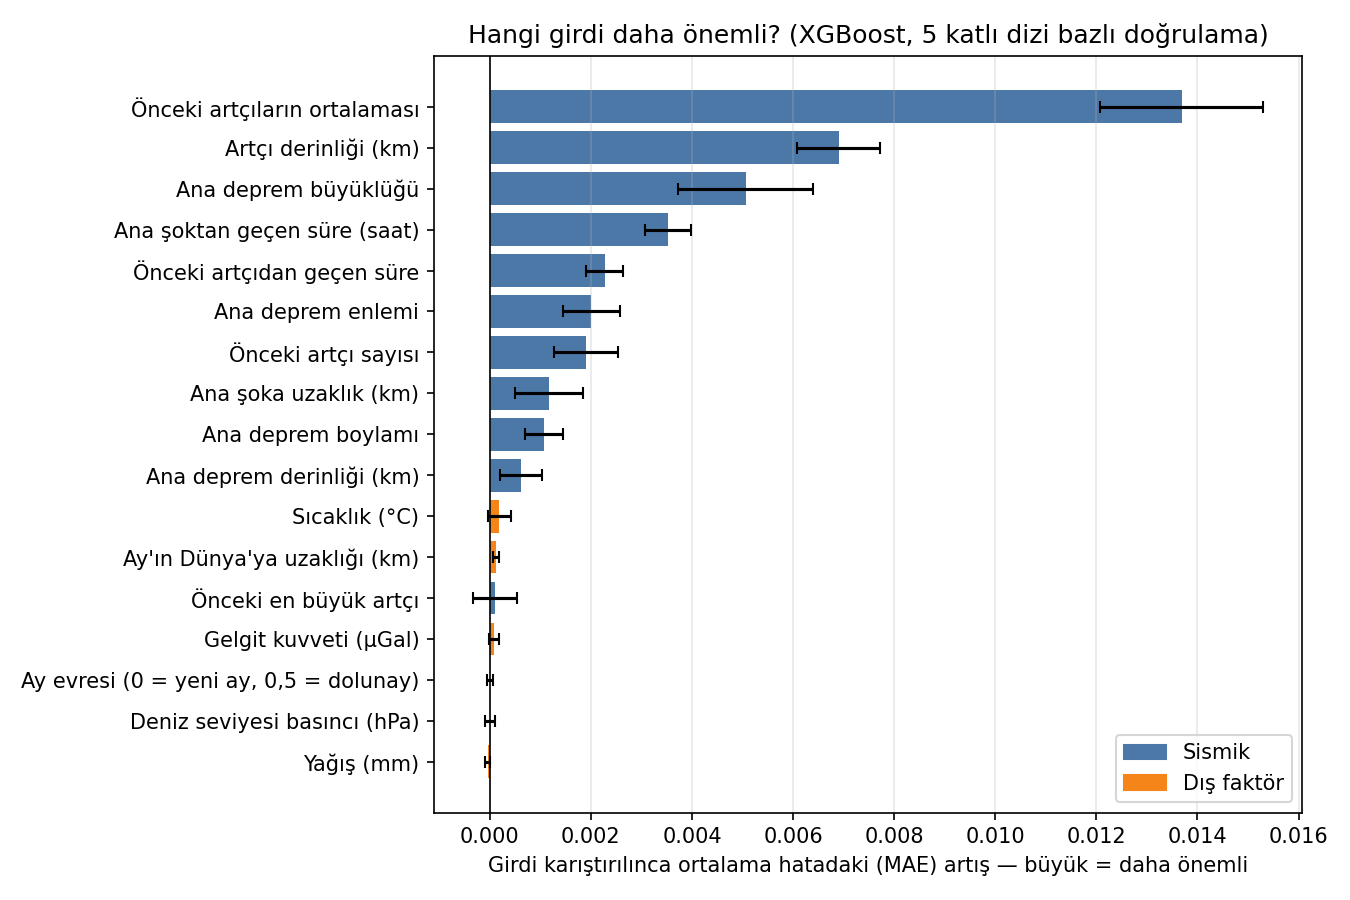 Hangi girdi daha önemli? (XGBoost, 5 katlı dizi bazlı doğrulama)
Önceki artçıların ortalaması
Artçı derinliği (km)
Ana deprem büyüklüğü
Ana şoktan geçen süre (saat)
Önceki artçıdan geçen süre
Ana deprem enlemi
Önceki artçı sayısı
Ana şoka uzaklık (km)
Ana deprem boylamı
Ana deprem derinliği (km)
Sıcaklık (°C)
Ay'ın Dünya'ya uzaklığı (km)
Önceki en büyük artçı
Gelgit kuvveti (µGal)
Ay evresi (0 = yeni ay, 0,5 = dolunay)
Deniz seviyesi basıncı (hPa)
Yağış (mm)
Sismik
Dış faktör
0.000 0.002 0.004 0.006 0.008 0.010 0.012 0.014 0.016
Girdi karıştırılınca ortalama hatadaki (MAE) artış — büyük = daha önemli